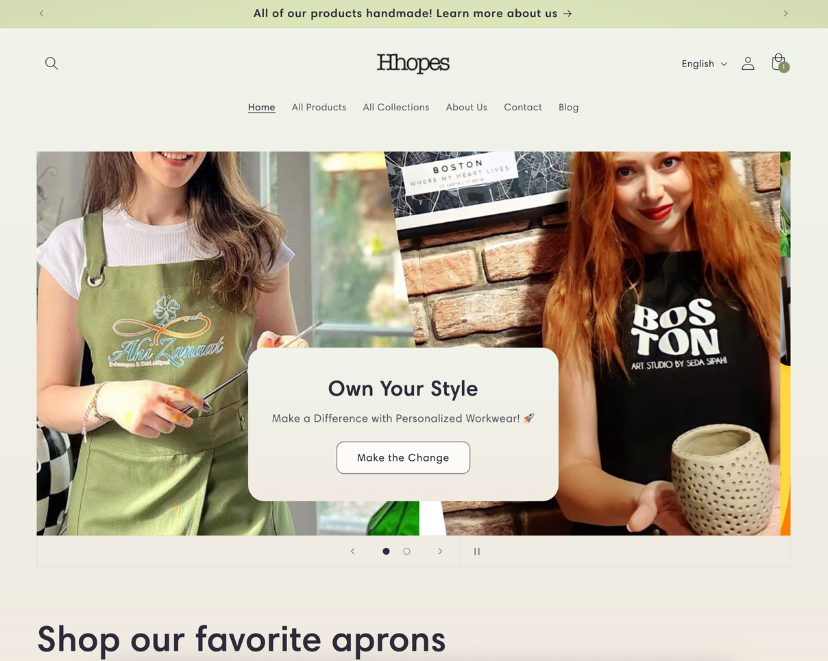 All of our products handmade! Learn more about us →
Hhopes
English
1
Home
All Products
All Collections
About Us
Contact
Blog
BOSTON
WHERE MY HEART LIVES
Ahi Zanaat
BOS
TON
ART STUDIO BY SEDA SIPAHI
Own Your Style
Make a Difference with Personalized Workwear! 🚀
Make the Change
Shop our favorite aprons